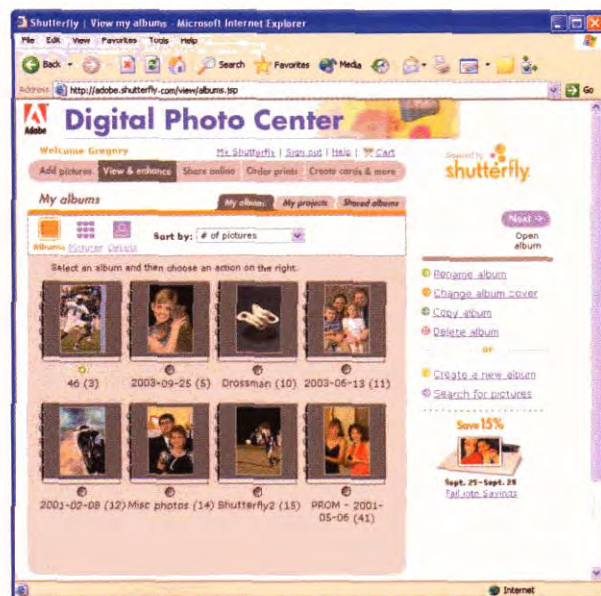 Shutterfly | View my albums - Microsoft Internet Explorer
File Edit View Favorites Tools Help
Back Search Favorites Media
Address http://adobe.shutterfly.com/view/albums.jsp Go
Adobe
Digital Photo Center
Welcome Gregory
My Shutterfly | Sign out | Help | Cart
powered by
shutterfly.
Add pictures View & enhance Share online Order prints Create cards & more
My albums
My albums My projects Shared albums
Albums Pictures Details
Sort by: # of pictures
Next
Open
album
Select an album and then choose an action on the right.
46 (3) 2003-09-25 (5) Drossman (10) 2003-06-13 (11)
2001-02-08 (12) Misc photos (14) Shutterfly2 (15) PROM - 2001-
05-06 (41)
Rename album
Change album cover
Copy album
Delete album
or
Create a new album
Search for pictures
Save 15%
Sept. 25-Sept. 28
Fall into Savings
Internet